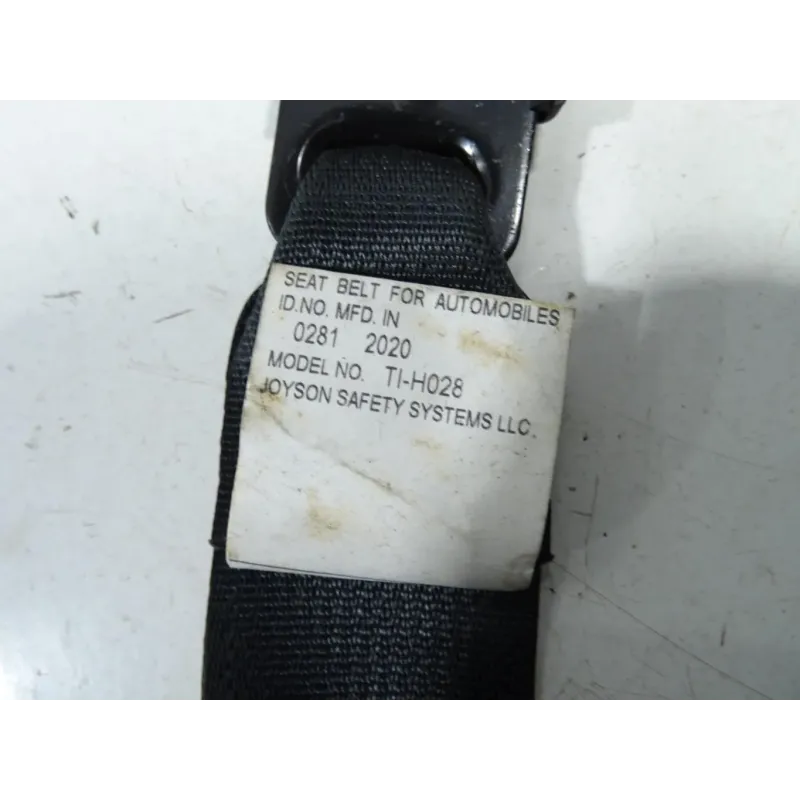 SEAT BELT FOR AUTOMOBILES
ID.NO. MFD. IN
0281 2020
MODEL NO. TI-H028
JOYSON SAFETY SYSTEMS LLC.